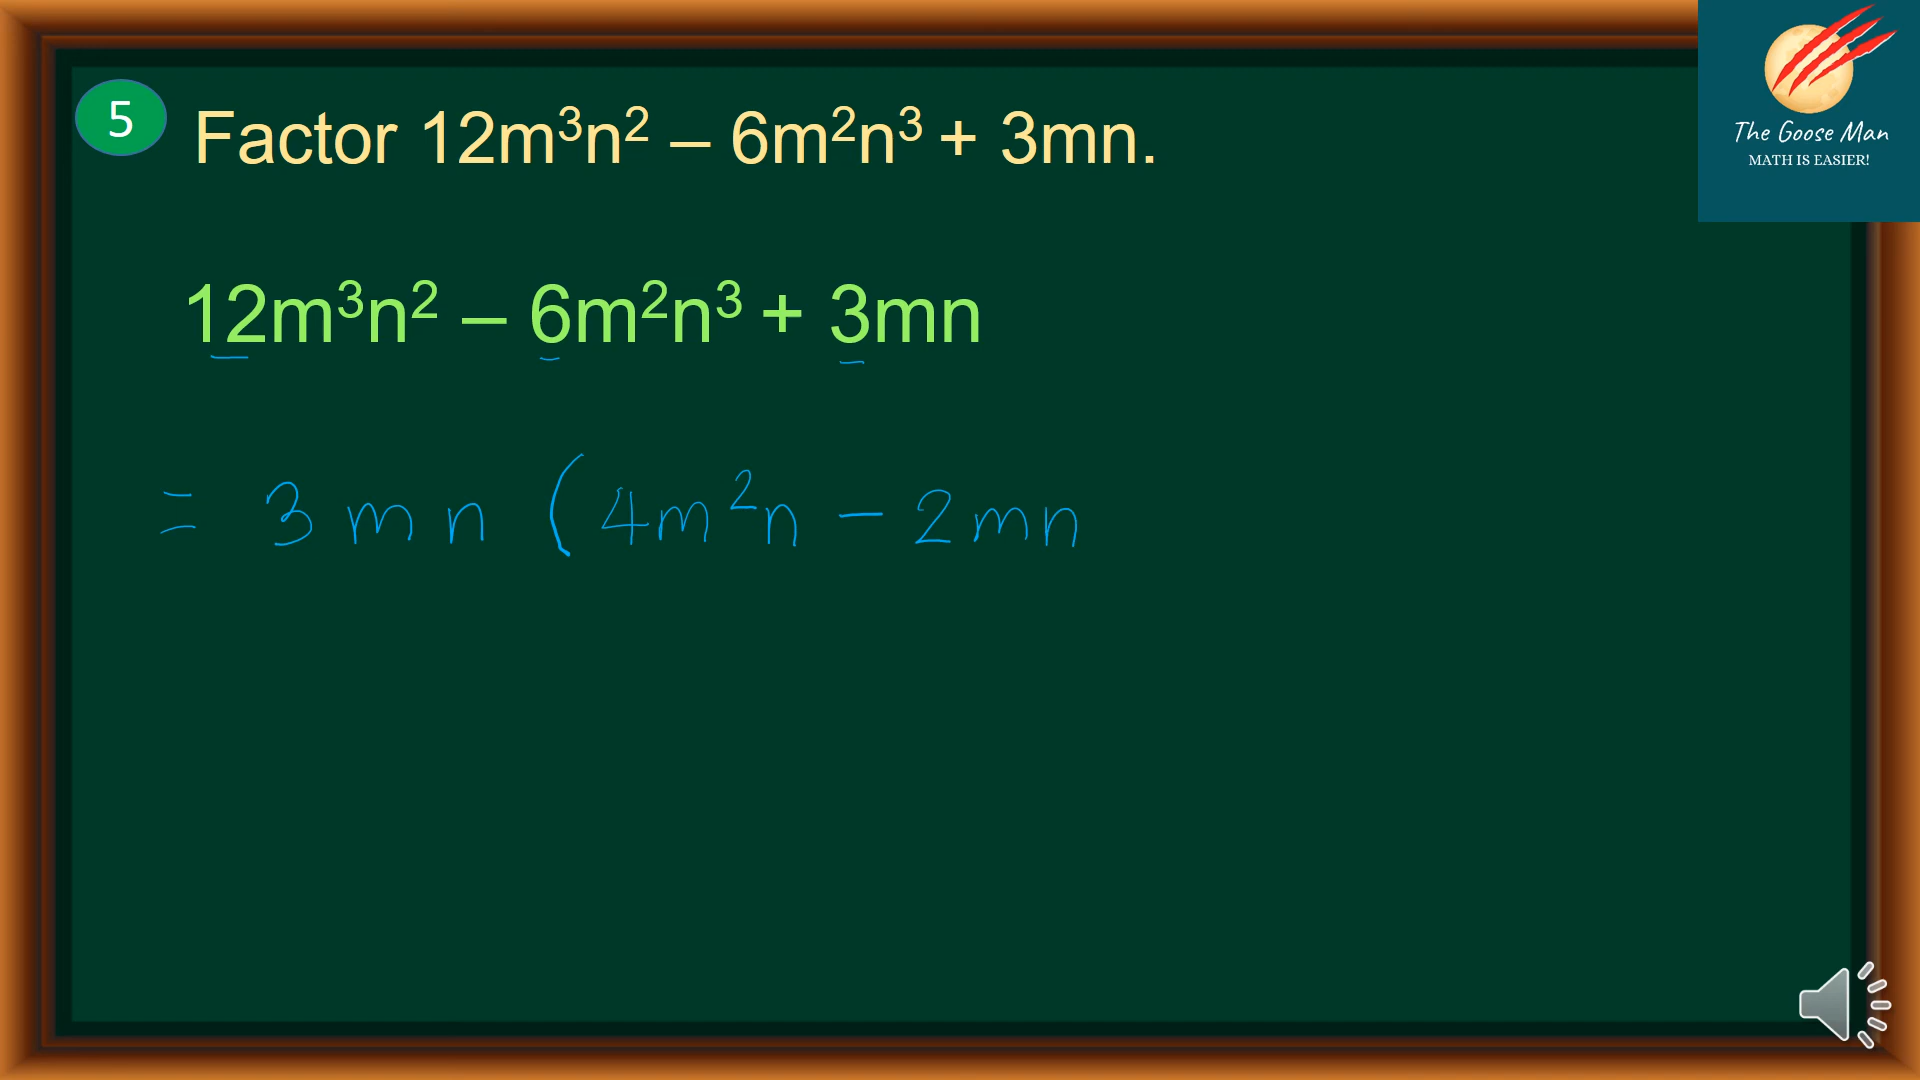 5
Factor 12m³n² – 6m²n³ + 3mn.
The Goose Man
MATH IS EASIER!
12m³n² – 6m²n³ + 3mn
= 3mn (4m²n – 2mn